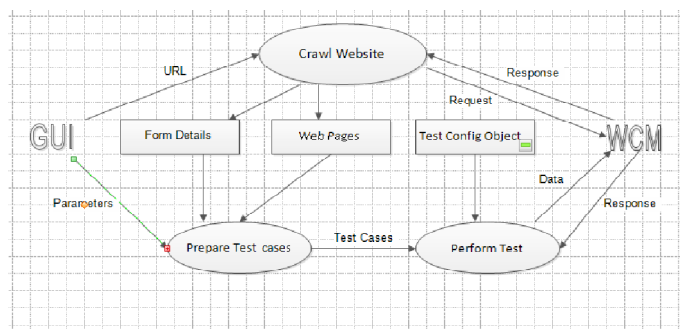 Crawl Website
URL
Response
Request
GUI
Form Details
Web Pages
Test Config Object
WCM
Data
Parameters
Response
Prepare Test cases
Test Cases
Perform Test